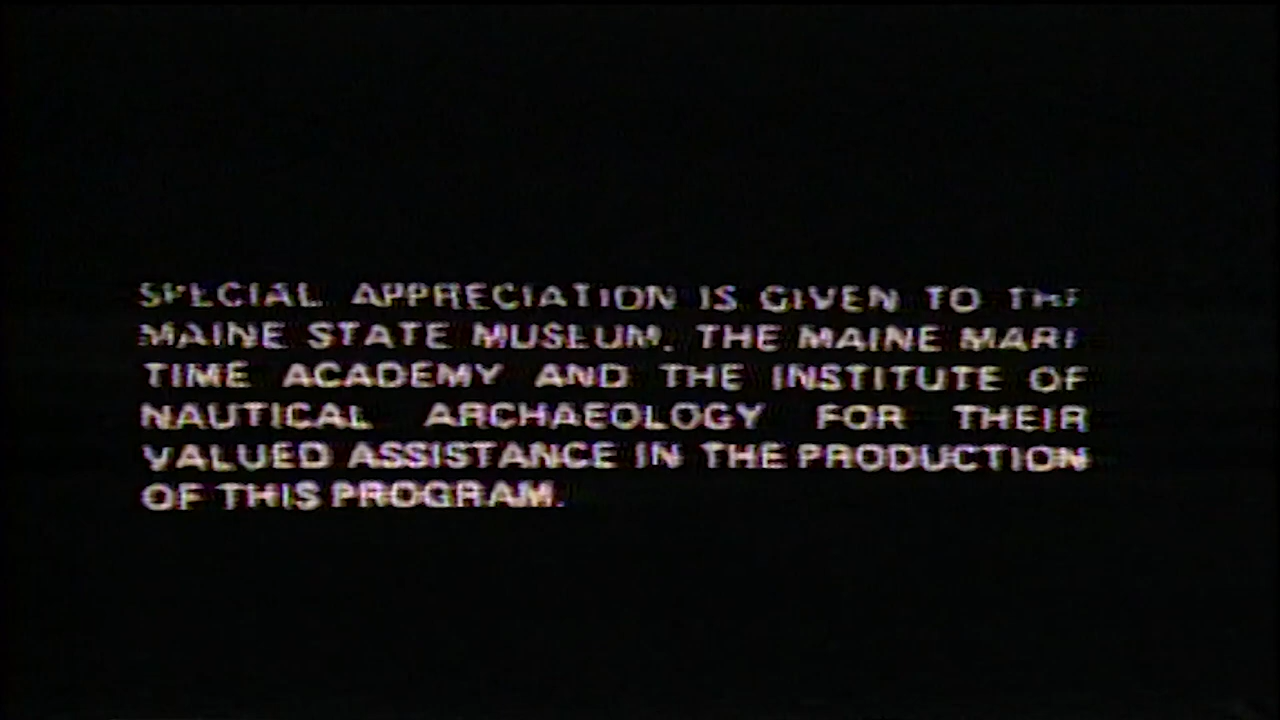 SPECIAL APPRECIATION IS GIVEN TO THE
MAINE STATE MUSEUM, THE MAINE MARI
TIME ACADEMY AND THE INSTITUTE OF
NAUTICAL ARCHAEOLOGY FOR THEIR
VALUED ASSISTANCE IN THE PRODUCTION
OF THIS PROGRAM.